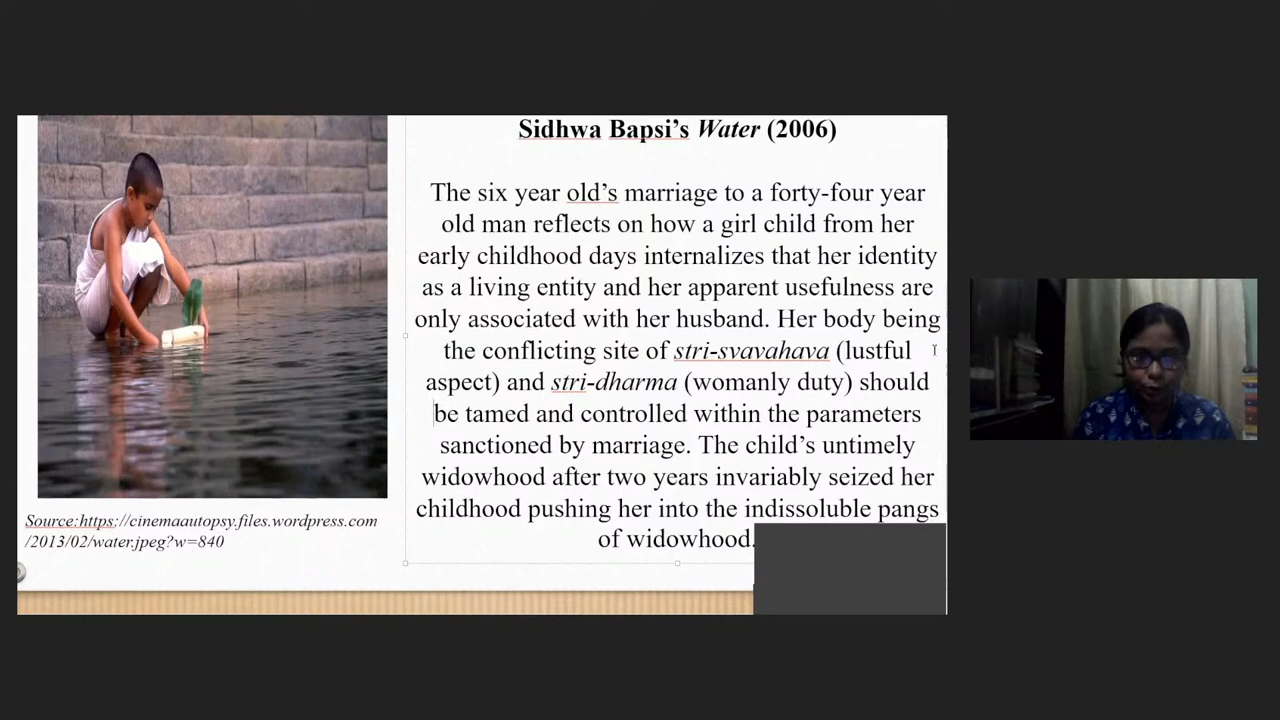 Sidhwa Bapsi’s Water (2006)
The six year old’s marriage to a forty-four year
old man reflects on how a girl child from her
early childhood days internalizes that her identity
as a living entity and her apparent usefulness are
only associated with her husband. Her body being
the conflicting site of stri-svavahava (lustful
aspect) and stri-dharma (womanly duty) should
be tamed and controlled within the parameters
sanctioned by marriage. The child’s untimely
widowhood after two years invariably seized her
childhood pushing her into the indissoluble pangs
of widowhood.
Source:https://cinemaautopsy.files.wordpress.com
/2013/02/water.jpeg?w=840